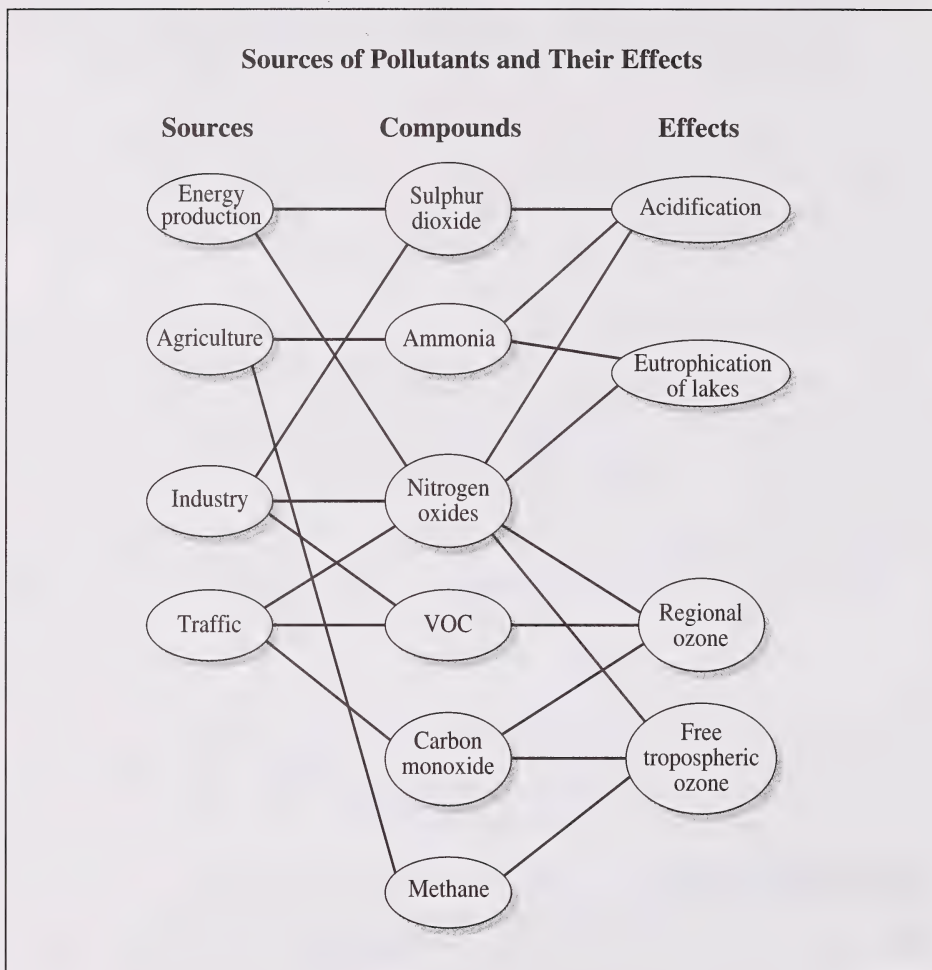 Sources of Pollutants and Their Effects
Sources
Compounds
Effects
Energy
production
Sulphur
dioxide
Acidification
Agriculture
Ammonia
Eutrophication
of lakes
Industry
Nitrogen
oxides
Traffic
VOC
Regional
ozone
Carbon
monoxide
Free
tropospheric
ozone
Methane